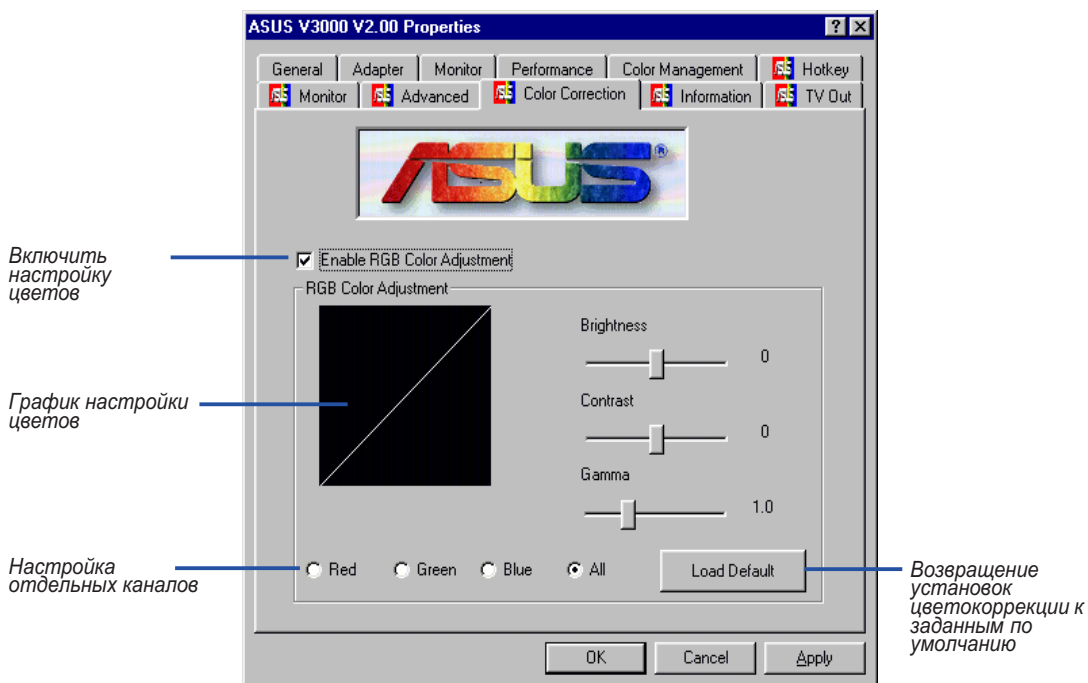 ASUS V3000 V2.00 Properties
General Adapter Monitor Performance Color Management Hotkey
Monitor Advanced Color Correction Information TV Out
ASUS®
Включить
настройку
цветов
Enable RGB Color Adjustment
RGB Color Adjustment
Brightness
0
График настройки
цветов
Contrast
0
Gamma
1.0
Настройка
отдельных каналов
Red Green Blue All
Load Default
Возвращение
установок
цветокоррекции к
заданным по
умолчанию
OK Cancel Apply